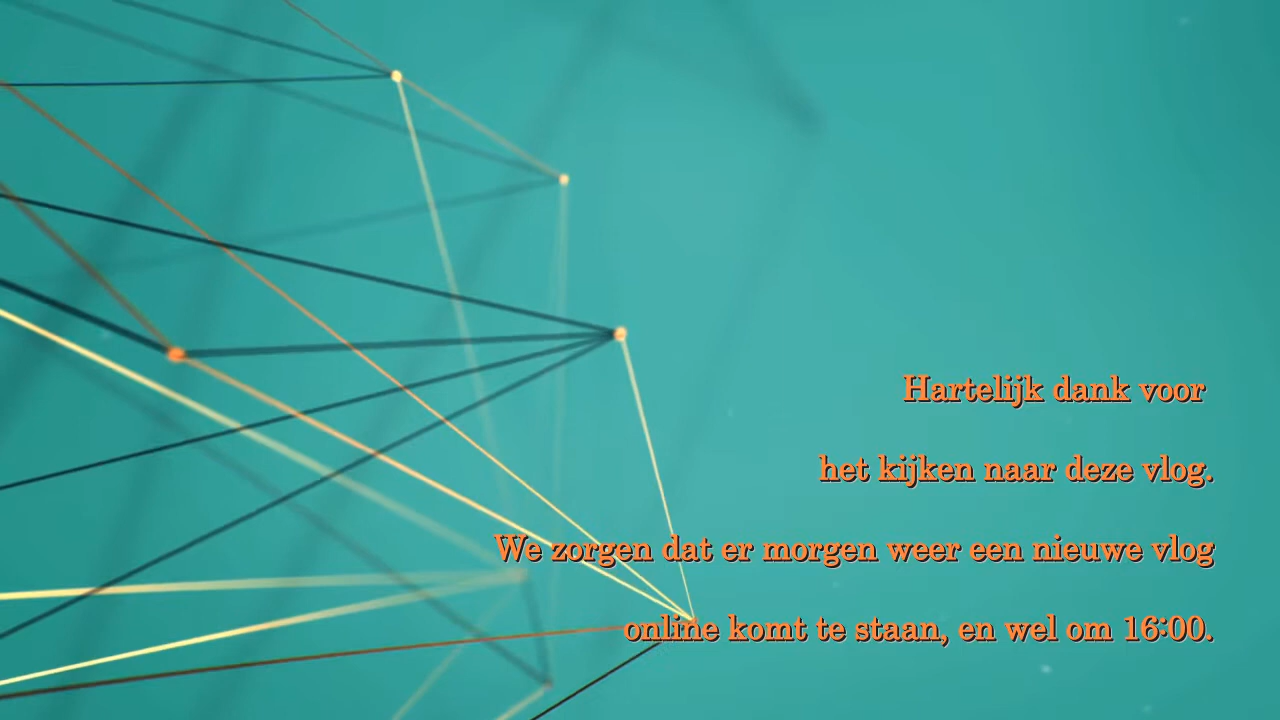 Hartelijk dank voor
het kijken naar deze vlog.
We zorgen dat er morgen weer een nieuwe vlog
online komt te staan, en wel om 16:00.